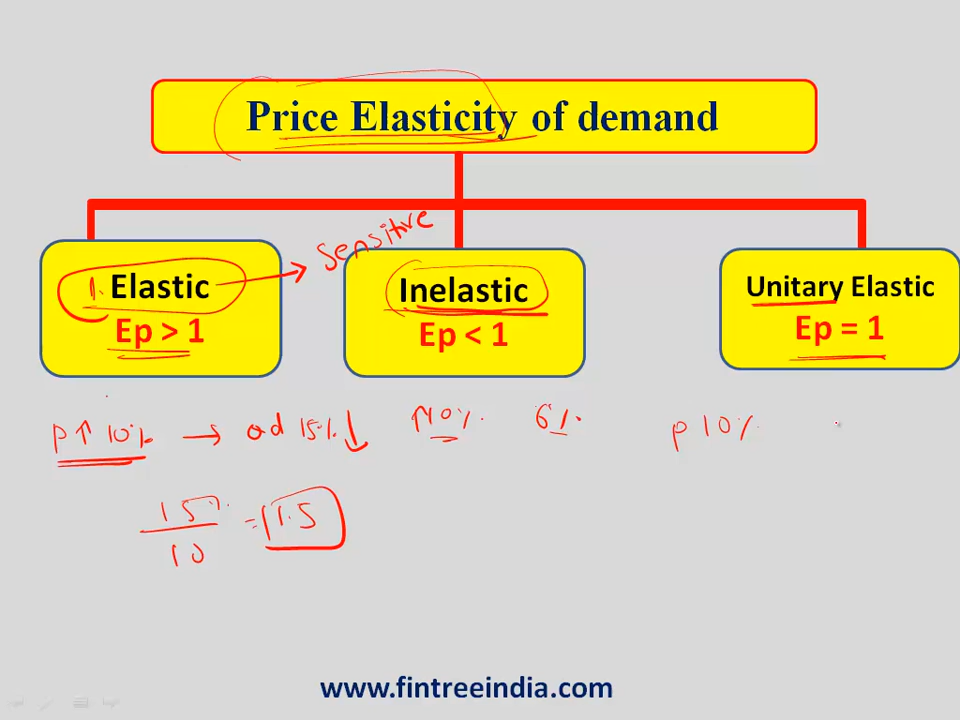 Price Elasticity of demand
Sensitive
1. Elastic
Ep > 1
Inelastic
Ep < 1
Unitary Elastic
Ep = 1
P ↑ 10% → Qd 15% ↓
↑ 10% 6%
P 10%
15%
10
= 1.5
www.fintreeindia.com